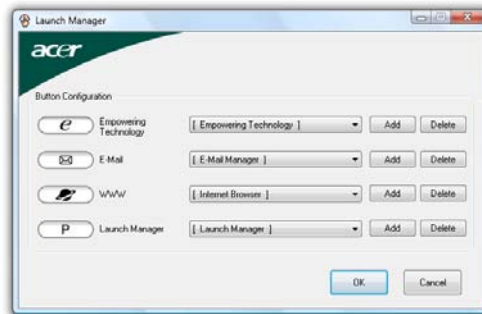 Launch Manager
acer
Button Configuration
e Empowering Technology [ Empowering Technology ] Add Delete
E-Mail [ E-Mail Manager ] Add Delete
WWW [ Internet Browser ] Add Delete
P Launch Manager [ Launch Manager ] Add Delete
OK Cancel